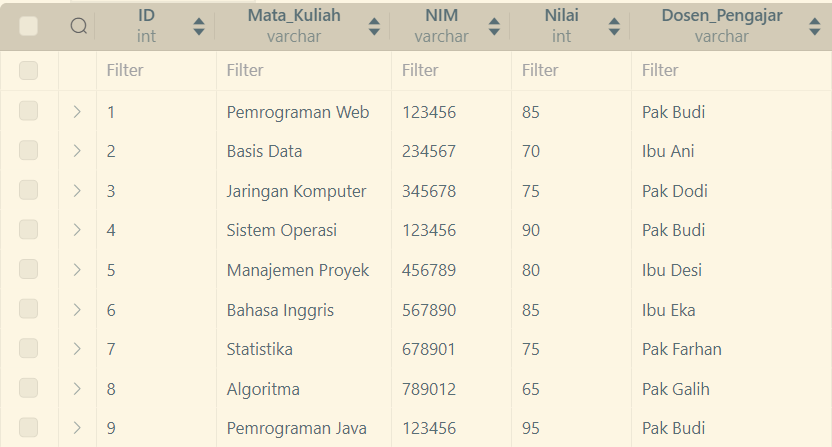 ID Mata_Kuliah NIM Nilai Dosen_Pengajar
int varchar varchar int varchar
Filter Filter Filter Filter Filter
1 Pemrograman Web 123456 85 Pak Budi
2 Basis Data 234567 70 Ibu Ani
3 Jaringan Komputer 345678 75 Pak Dodi
4 Sistem Operasi 123456 90 Pak Budi
5 Manajemen Proyek 456789 80 Ibu Desi
6 Bahasa Inggris 567890 85 Ibu Eka
7 Statistika 678901 75 Pak Farhan
8 Algoritma 789012 65 Pak Galih
9 Pemrograman Java 123456 95 Pak Budi